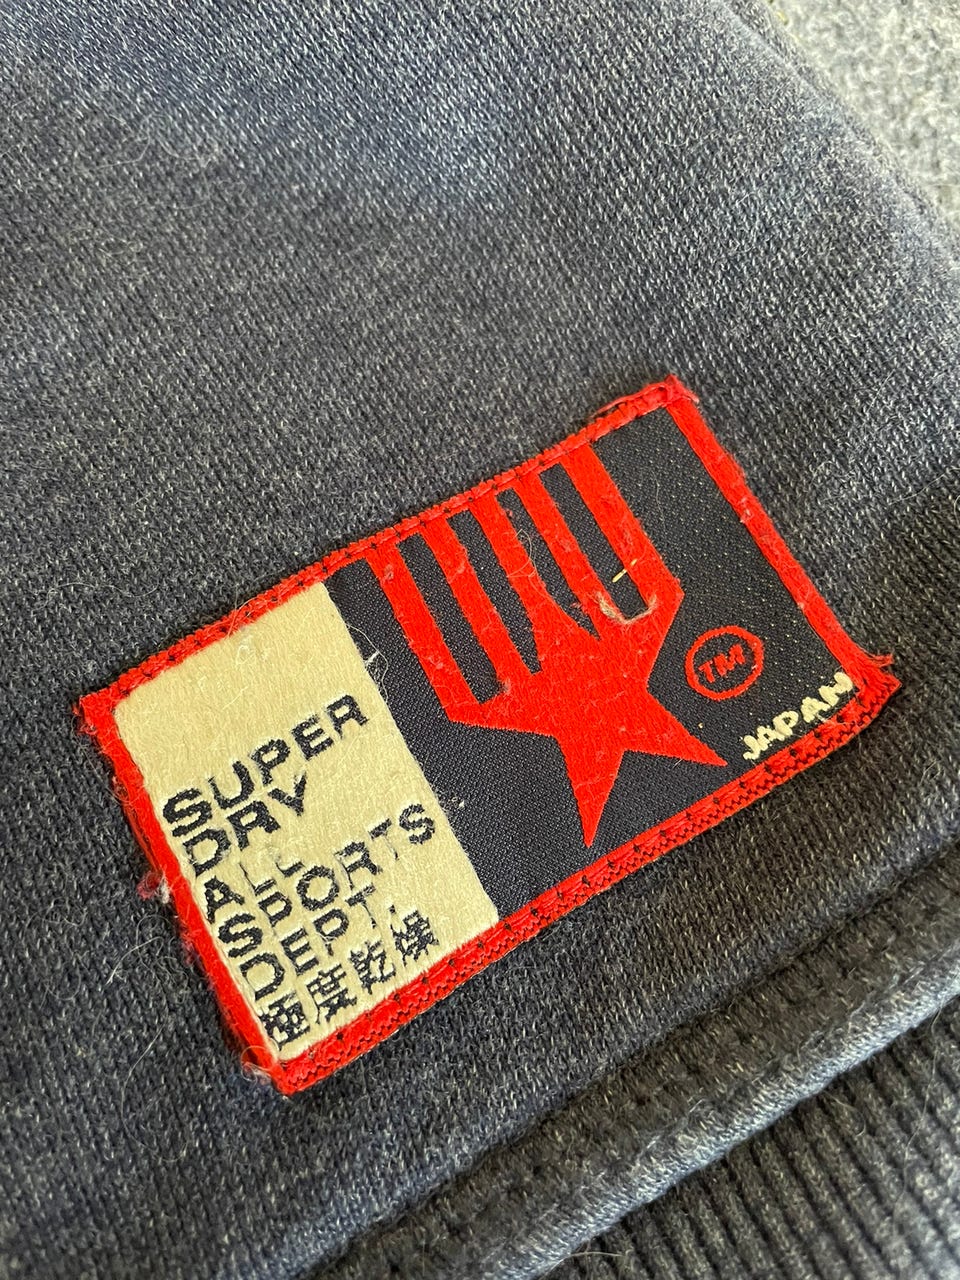 SUPER
DRY
ALL
SPORTS
DEPT.
極度乾燥
TM
JAPAN